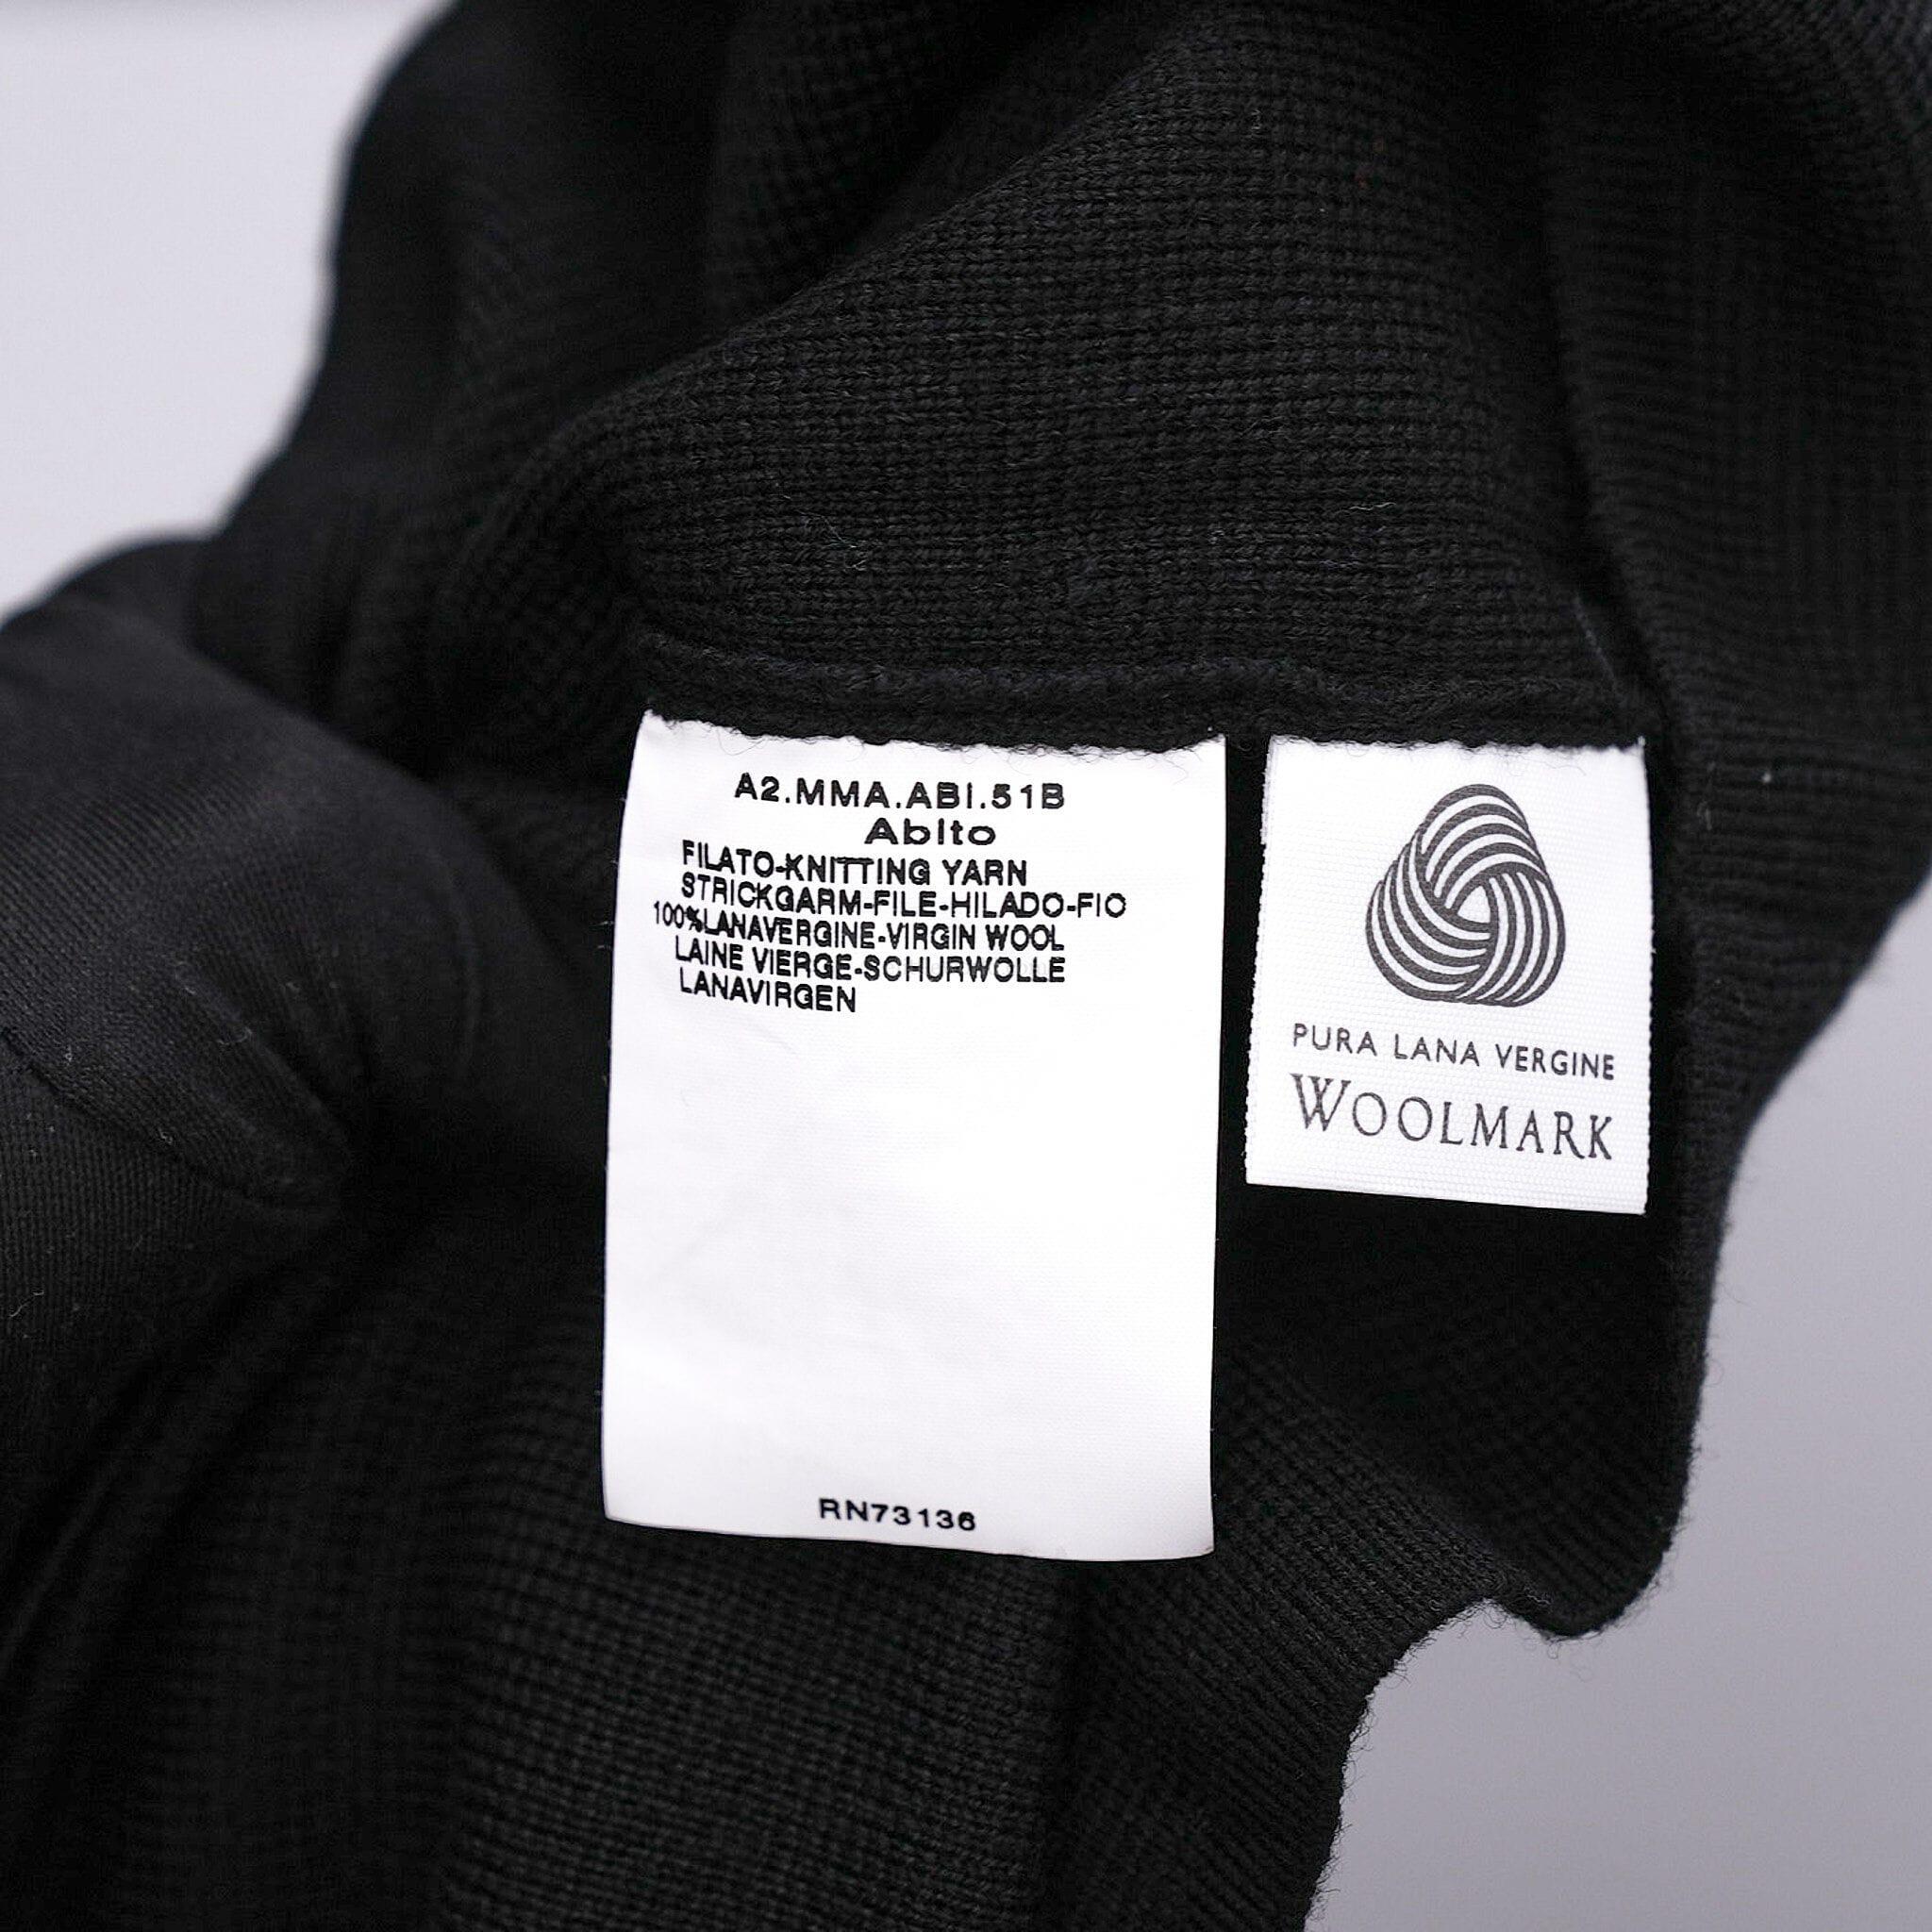 A2.MMA.ABI.51B
Abito
FILATO-KNITTING YARN
STRICKGARM-FILE-HILADO-FIO
100%LANAVERGINE-VIRGIN WOOL
LAINE VIERGE-SCHURWOLLE
LANAVIRGEN
RN73136
PURA LANA VERGINE
WOOLMARK